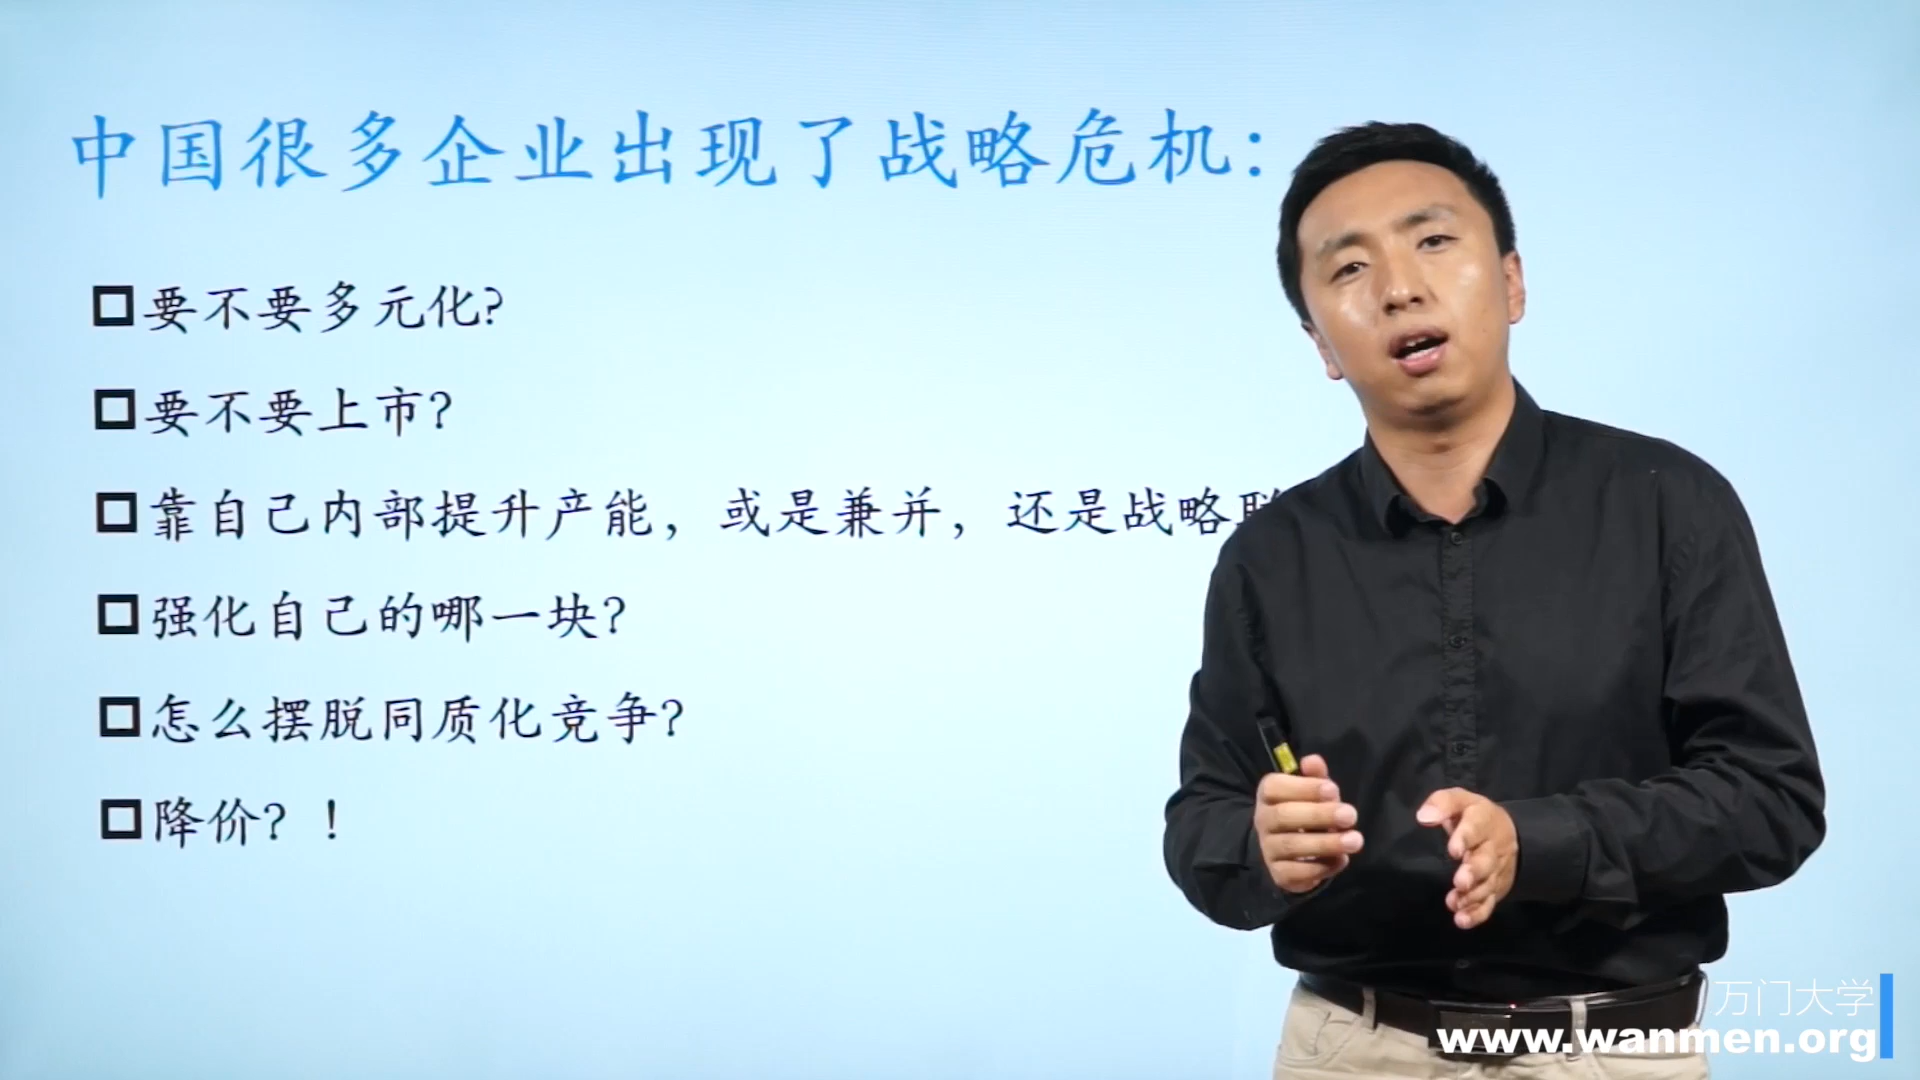 中国很多企业出现了战略危机：
要不要多元化?
要不要上市?
靠自己内部提升产能，或是兼并，还是战略
强化自己的哪一块?
怎么摆脱同质化竞争?
降价? !
万门大学
www.wanmen.org